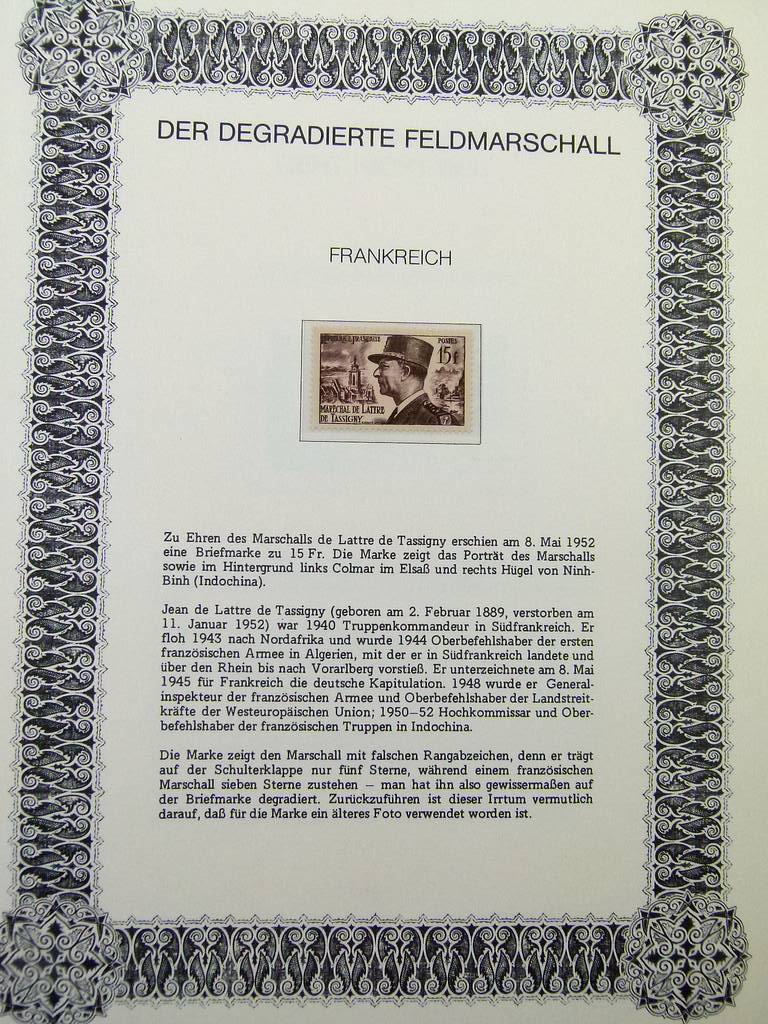 DER DEGRADIERTE FELDMARSCHALL
FRANKREICH
REPUBLIQUE FRANÇAISE
POSTES
15f
MARÉCHAL DE LATTRE
DE TASSIGNY
Zu Ehren des Marschalls de Lattre de Tassigny erschien am 8. Mai 1952
eine Briefmarke zu 15 Fr. Die Marke zeigt das Porträt des Marschalls
sowie im Hintergrund links Colmar im Elsaß und rechts Hügel von Ninh-
Binh (Indochina).
Jean de Lattre de Tassigny (geboren am 2. Februar 1889, verstorben am
11. Januar 1952) war 1940 Truppenkommandeur in Südfrankreich. Er
floh 1943 nach Nordafrika und wurde 1944 Oberbefehlshaber der ersten
französischen Armee in Algerien, mit der er in Südfrankreich landete und
über den Rhein bis nach Vorarlberg vorstieß. Er unterzeichnete am 8. Mai
1945 für Frankreich die deutsche Kapitulation. 1948 wurde er General-
inspekteur der französischen Armee und Oberbefehlshaber der Landstreit-
kräfte der Westeuropäischen Union; 1950–52 Hochkommissar und Ober-
befehlshaber der französischen Truppen in Indochina.
Die Marke zeigt den Marschall mit falschen Rangabzeichen, denn er trägt
auf der Schulterklappe nur fünf Sterne, während einem französischen
Marschall sieben Sterne zustehen – man hat ihn also gewissermaßen auf
der Briefmarke degradiert. Zurückzuführen ist dieser Irrtum vermutlich
darauf, daß für die Marke ein älteres Foto verwendet worden ist.